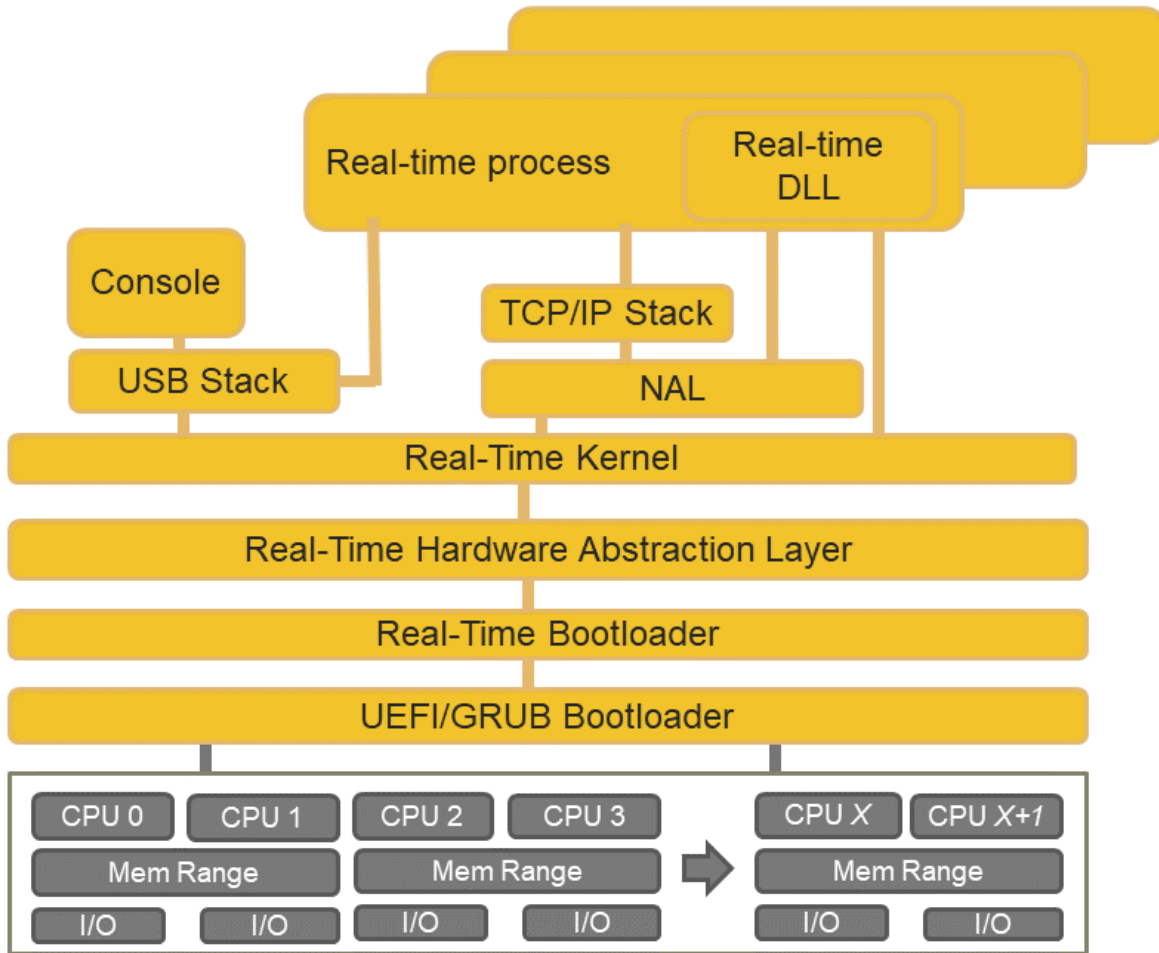 Real-time process
Real-time
DLL
Console
TCP/IP Stack
USB Stack
NAL
Real-Time Kernel
Real-Time Hardware Abstraction Layer
Real-Time Bootloader
UEFI/GRUB Bootloader
CPU 0
CPU 1
CPU 2
CPU 3
CPU X
CPU X+1
Mem Range
Mem Range
Mem Range
I/O
I/O
I/O
I/O
I/O
I/O